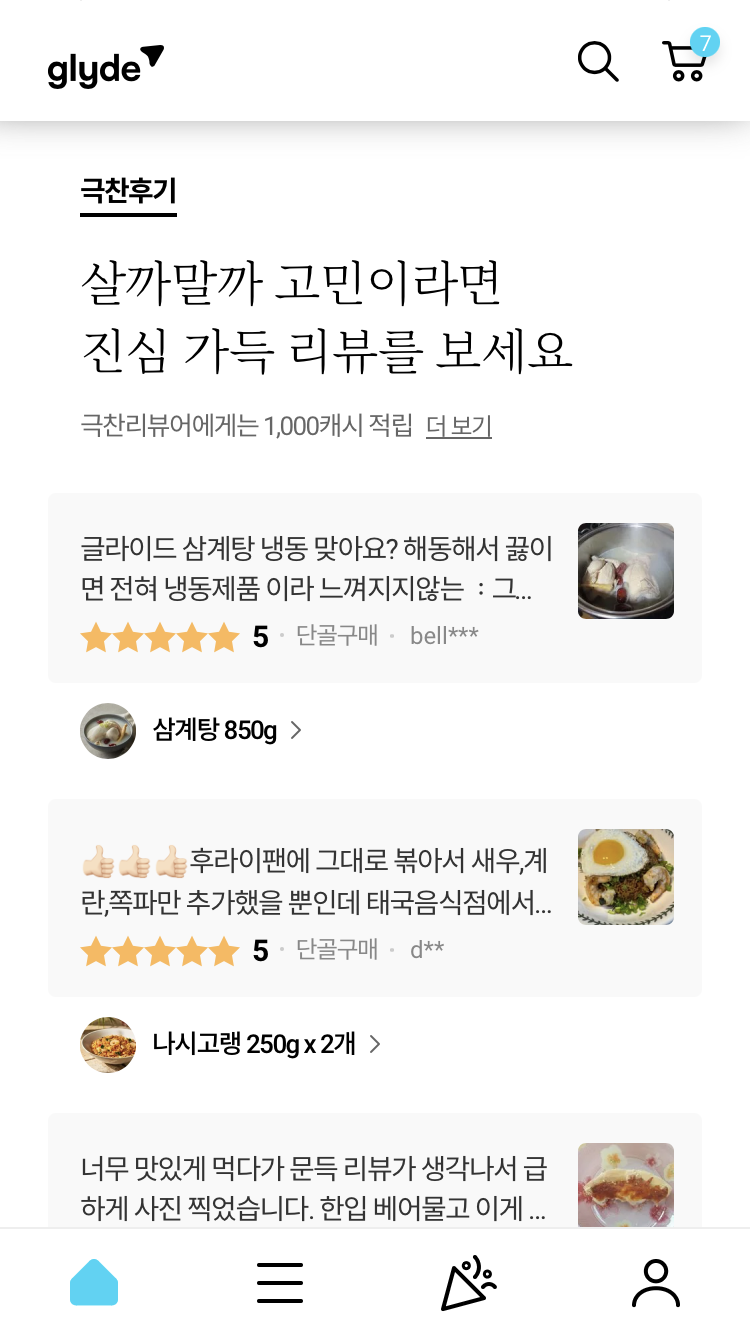 glyde
7
극찬후기
살까말까 고민이라면
진심 가득 리뷰를 보세요
극찬리뷰어에게는 1,000캐시 적립 더 보기
글라이드 삼계탕 냉동 맞아요? 해동해서 끓이
면 전혀 냉동제품 이라 느껴지지않는 : 그...
5 · 단골구매 · bell***
삼계탕 850g
👍🏻👍🏻👍🏻후라이팬에 그대로 볶아서 새우,계
란,쪽파만 추가했을 뿐인데 태국음식점에서...
5 · 단골구매 · d**
나시고랭 250g x 2개
너무 맛있게 먹다가 문득 리뷰가 생각나서 급
하게 사진 찍었습니다. 한입 베어물고 이게 ...